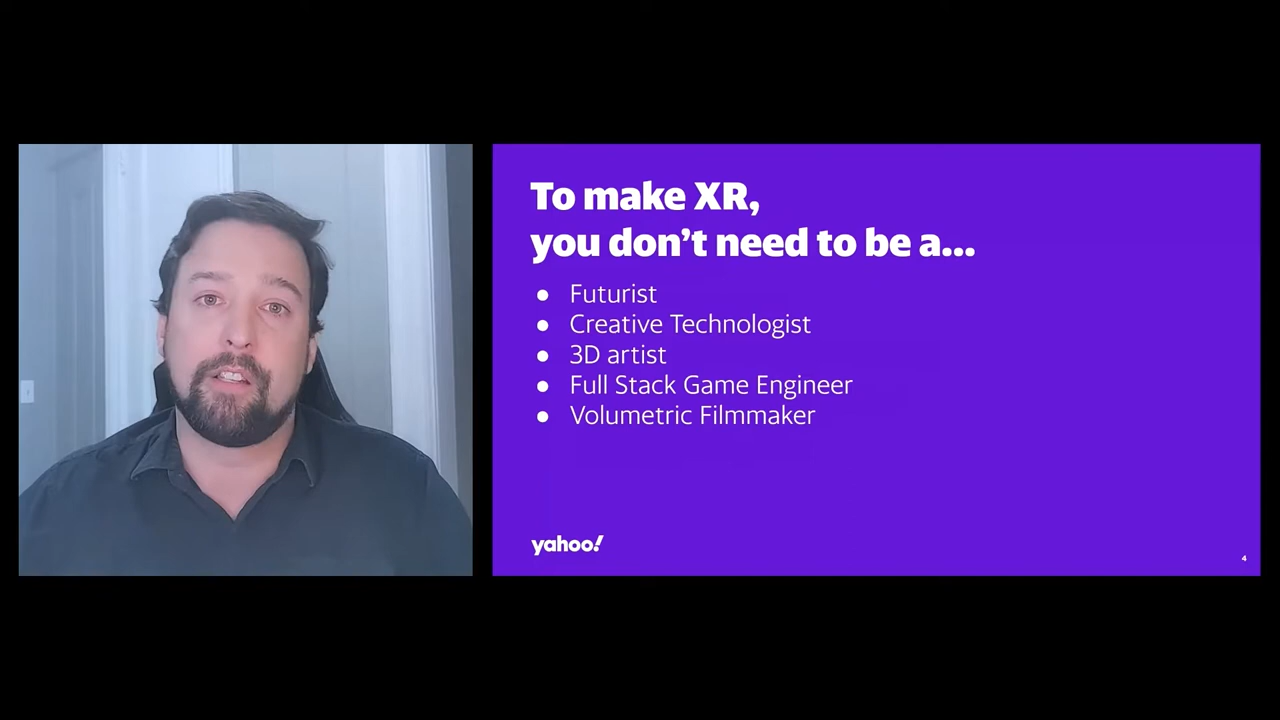 To make XR,
you don't need to be a...
● Futurist
● Creative Technologist
● 3D artist
● Full Stack Game Engineer
● Volumetric Filmmaker
yahoo!
4